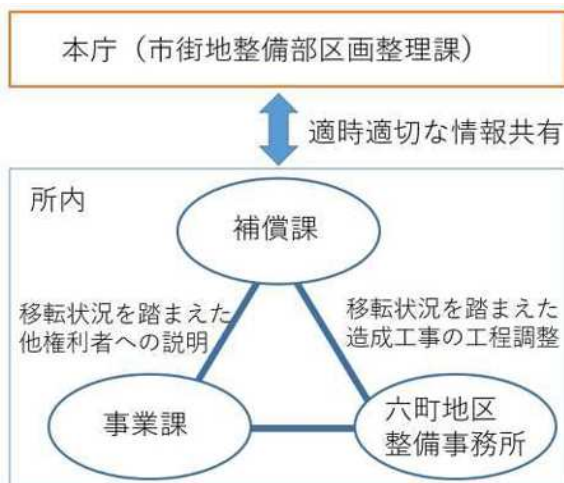 本庁（市街地整備部区画整理課）
適時適切な情報共有
所内
補償課
移転状況を踏まえた
他権利者への説明
移転状況を踏まえた
造成工事の工程調整
事業課
六町地区
整備事務所